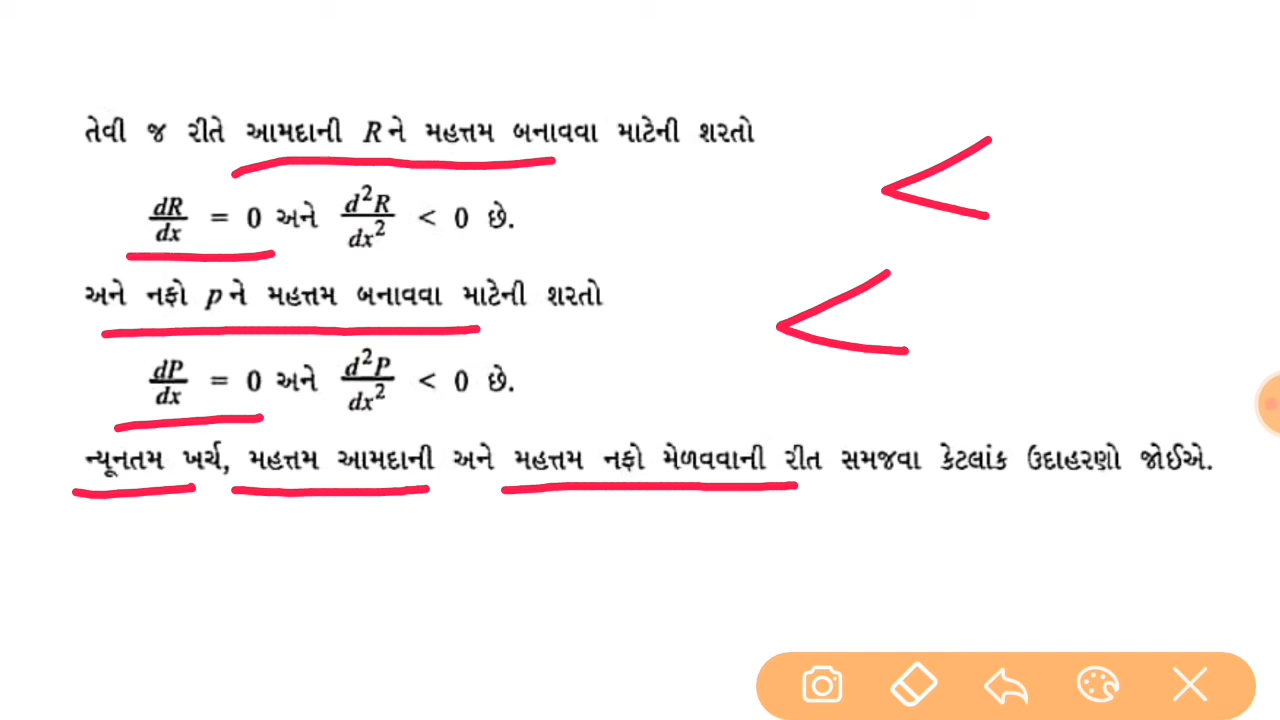 તેવી જ રીતે આમદાની R ને મહત્તમ બનાવવા માટેની શરતો
dR/dx = 0 અને d²R/dx² < 0 છે.
અને નફો p ને મહત્તમ બનાવવા માટેની શરતો
dP/dx = 0 અને d²P/dx² < 0 છે.
ન્યૂનતમ ખર્ચ, મહત્તમ આમદાની અને મહત્તમ નફો મેળવવાની રીત સમજવા કેટલાંક ઉદાહરણો જોઈએ.